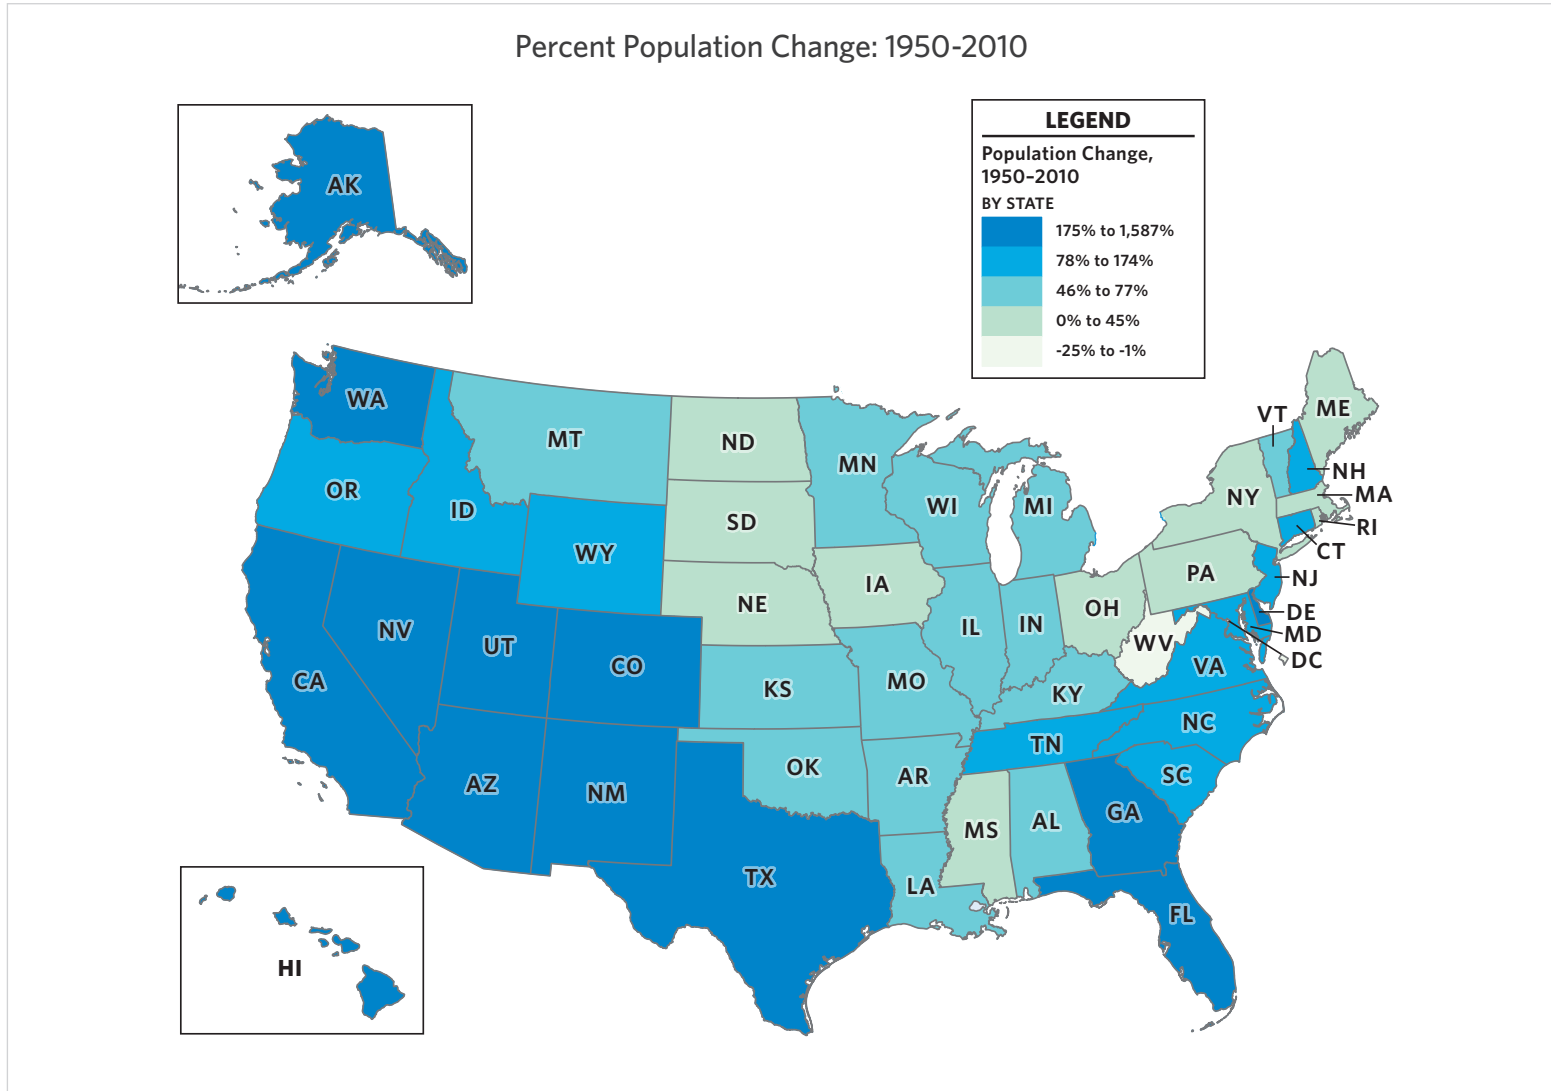 Percent Population Change: 1950-2010
LEGEND
Population Change,
1950–2010
BY STATE
175% to 1,587%
78% to 174%
46% to 77%
0% to 45%
-25% to -1%
AK
WA
MT
ND
MN
VT
ME
OR
ID
SD
WI
MI
NY
NH
MA
RI
CT
WY
IA
PA
NJ
NE
OH
DE
NV
UT
CO
IL
IN
WV
MD
DC
CA
KS
MO
KY
VA
NC
AZ
NM
OK
AR
TN
SC
MS
AL
GA
TX
LA
FL
HI